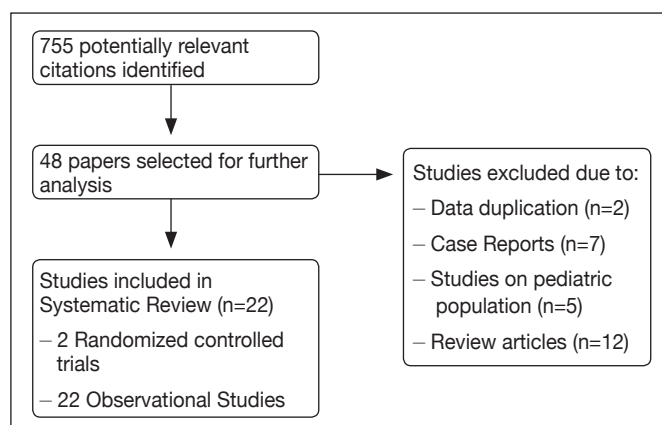 755 potentially relevant
citations identified
48 papers selected for further
analysis
Studies excluded due to:
– Data duplication (n=2)
– Case Reports (n=7)
– Studies on pediatric
population (n=5)
– Review articles (n=12)
Studies included in
Systematic Review (n=22)
– 2 Randomized controlled
trials
– 22 Observational Studies